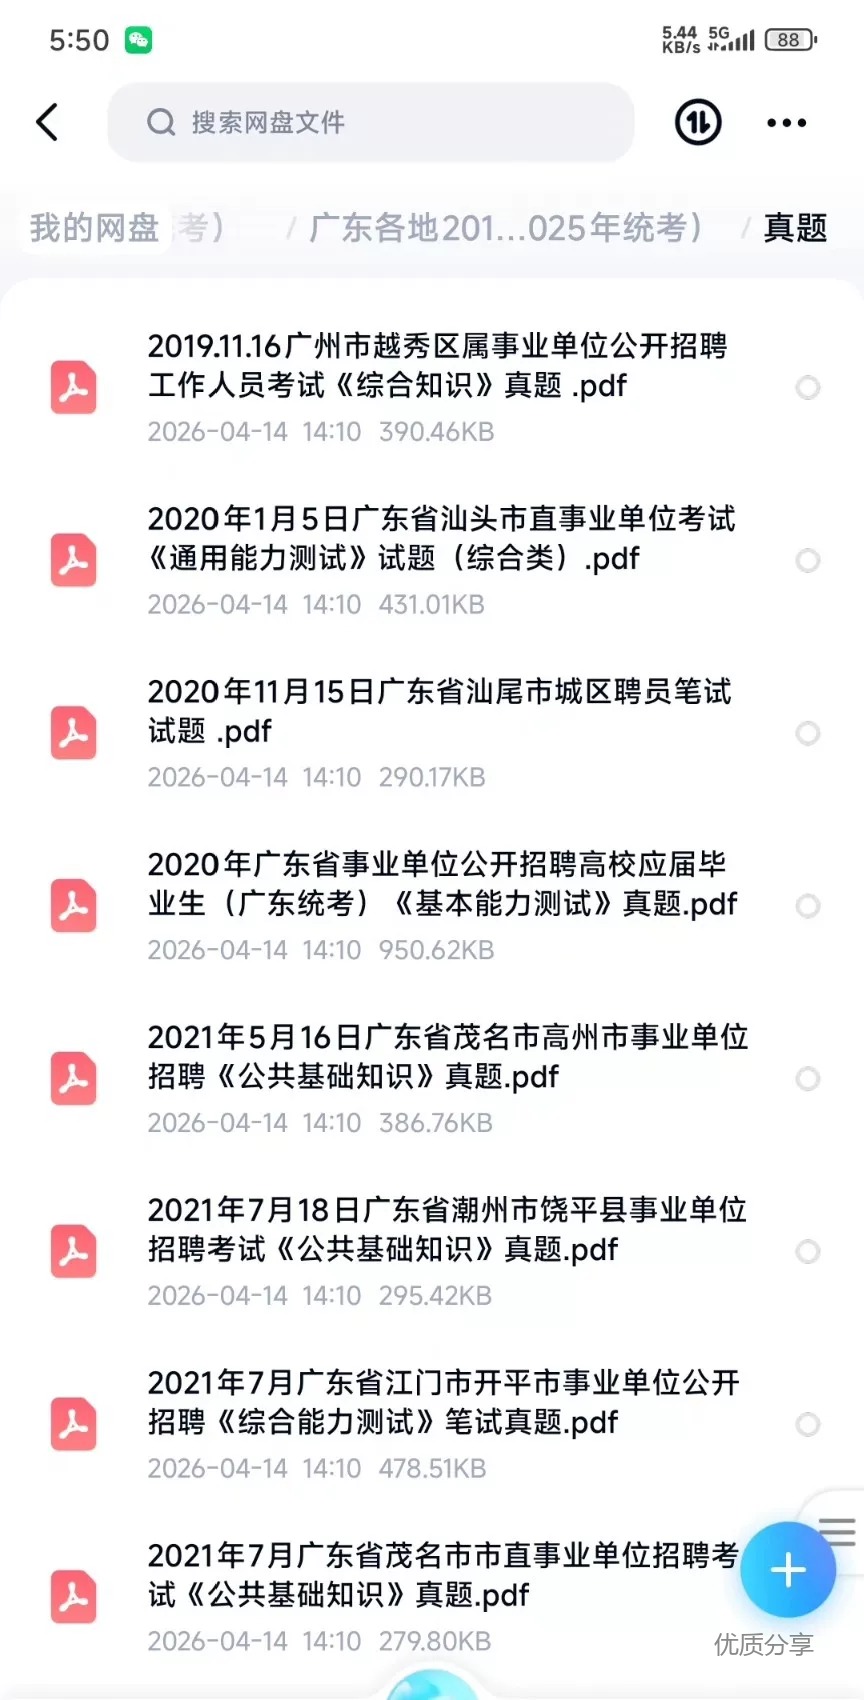 5:50
5.44 KB/s 5G 88
搜索网盘文件
我的网盘 考） / 广东各地201...025年统考） / 真题
2019.11.16广州市越秀区属事业单位公开招聘
工作人员考试《综合知识》真题 .pdf
2026-04-14 14:10 390.46KB
2020年1月5日广东省汕头市直事业单位考试
《通用能力测试》试题（综合类）.pdf
2026-04-14 14:10 431.01KB
2020年11月15日广东省汕尾市城区聘员笔试
试题 .pdf
2026-04-14 14:10 290.17KB
2020年广东省事业单位公开招聘高校应届毕
业生（广东统考）《基本能力测试》真题.pdf
2026-04-14 14:10 950.62KB
2021年5月16日广东省茂名市高州市事业单位
招聘《公共基础知识》真题.pdf
2026-04-14 14:10 386.76KB
2021年7月18日广东省潮州市饶平县事业单位
招聘考试《公共基础知识》真题.pdf
2026-04-14 14:10 295.42KB
2021年7月广东省江门市开平市事业单位公开
招聘《综合能力测试》笔试真题.pdf
2026-04-14 14:10 478.51KB
2021年7月广东省茂名市市直事业单位招聘考
试《公共基础知识》真题.pdf
2026-04-14 14:10 279.80KB
优质分享